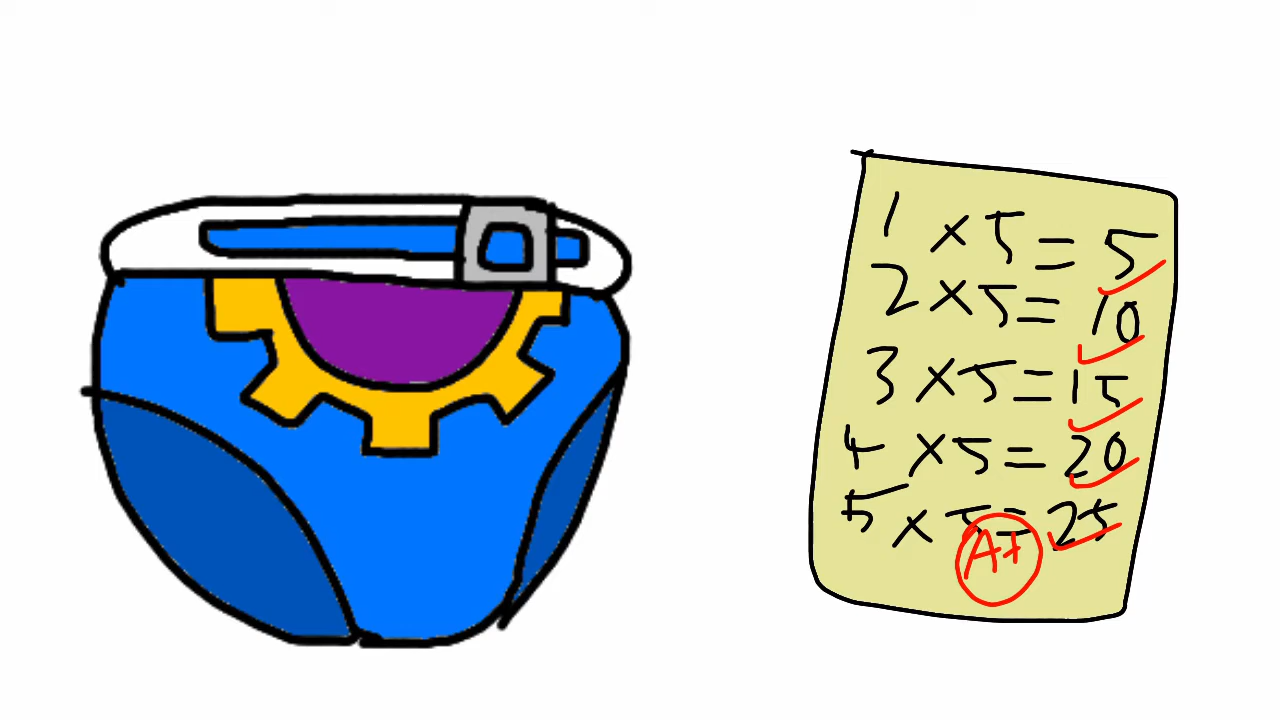 1 × 5 = 5
2 × 5 = 10
3 × 5 = 15
4 × 5 = 20
5 × 5 = 25
A+